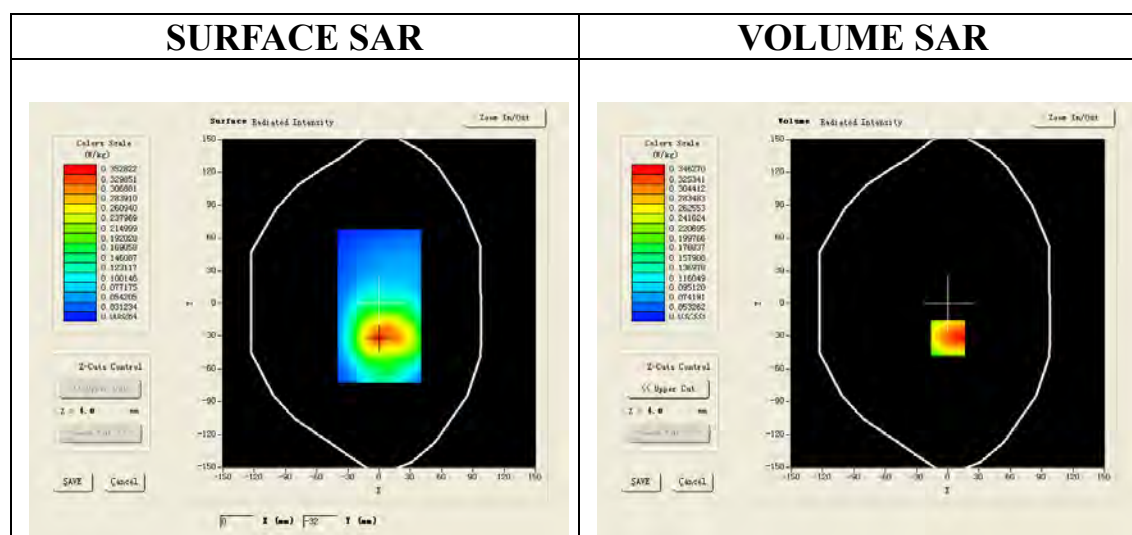 SURFACE SAR
VOLUME SAR
Surface Radiated Intensity
Zoom In/Out
Colors Scale
(W/kg)
0.352822
0.329851
0.306881
0.283910
0.260940
0.237969
0.214999
0.192028
0.169058
0.146087
0.123117
0.100146
0.077175
0.054205
0.031234
150
120
90
60
30
0
-30
-60
-90
-120
-150
-150 -120 -90 -60 -30 0 30 60 90 120 150
Z-Cuts Control
Z = 4.0 mm
SAVE Cancel
0 X (mm) -32 Y (mm)
Volume Radiated Intensity
Zoom In/Out
Colors Scale
(W/kg)
0.346270
0.325341
0.304412
0.283483
0.262553
0.241624
0.220695
0.199766
0.178837
0.157908
0.136978
0.116049
0.095120
0.074191
0.053262
150
120
90
60
30
0
-30
-60
-90
-120
-150
-150 -120 -90 -60 -30 0 30 60 90 120 150
Z-Cuts Control
<< Upper Cut
Z = 4.0 mm
SAVE Cancel